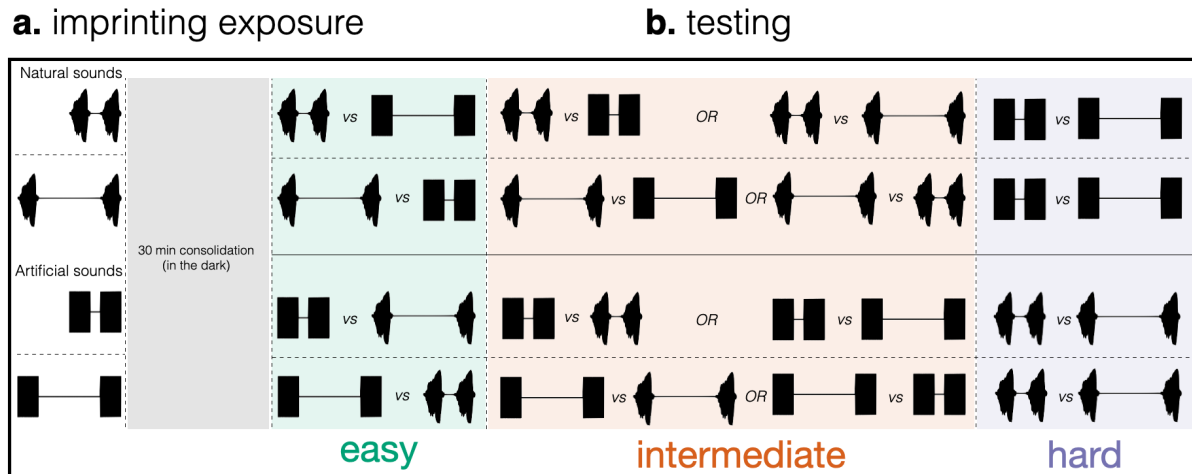 a. imprinting exposure
b. testing
Natural sounds
vs
vs
OR
vs
vs
vs
vs
OR
vs
vs
30 min consolidation
(in the dark)
Artificial sounds
vs
vs
OR
vs
vs
vs
vs
OR
vs
vs
easy
intermediate
hard